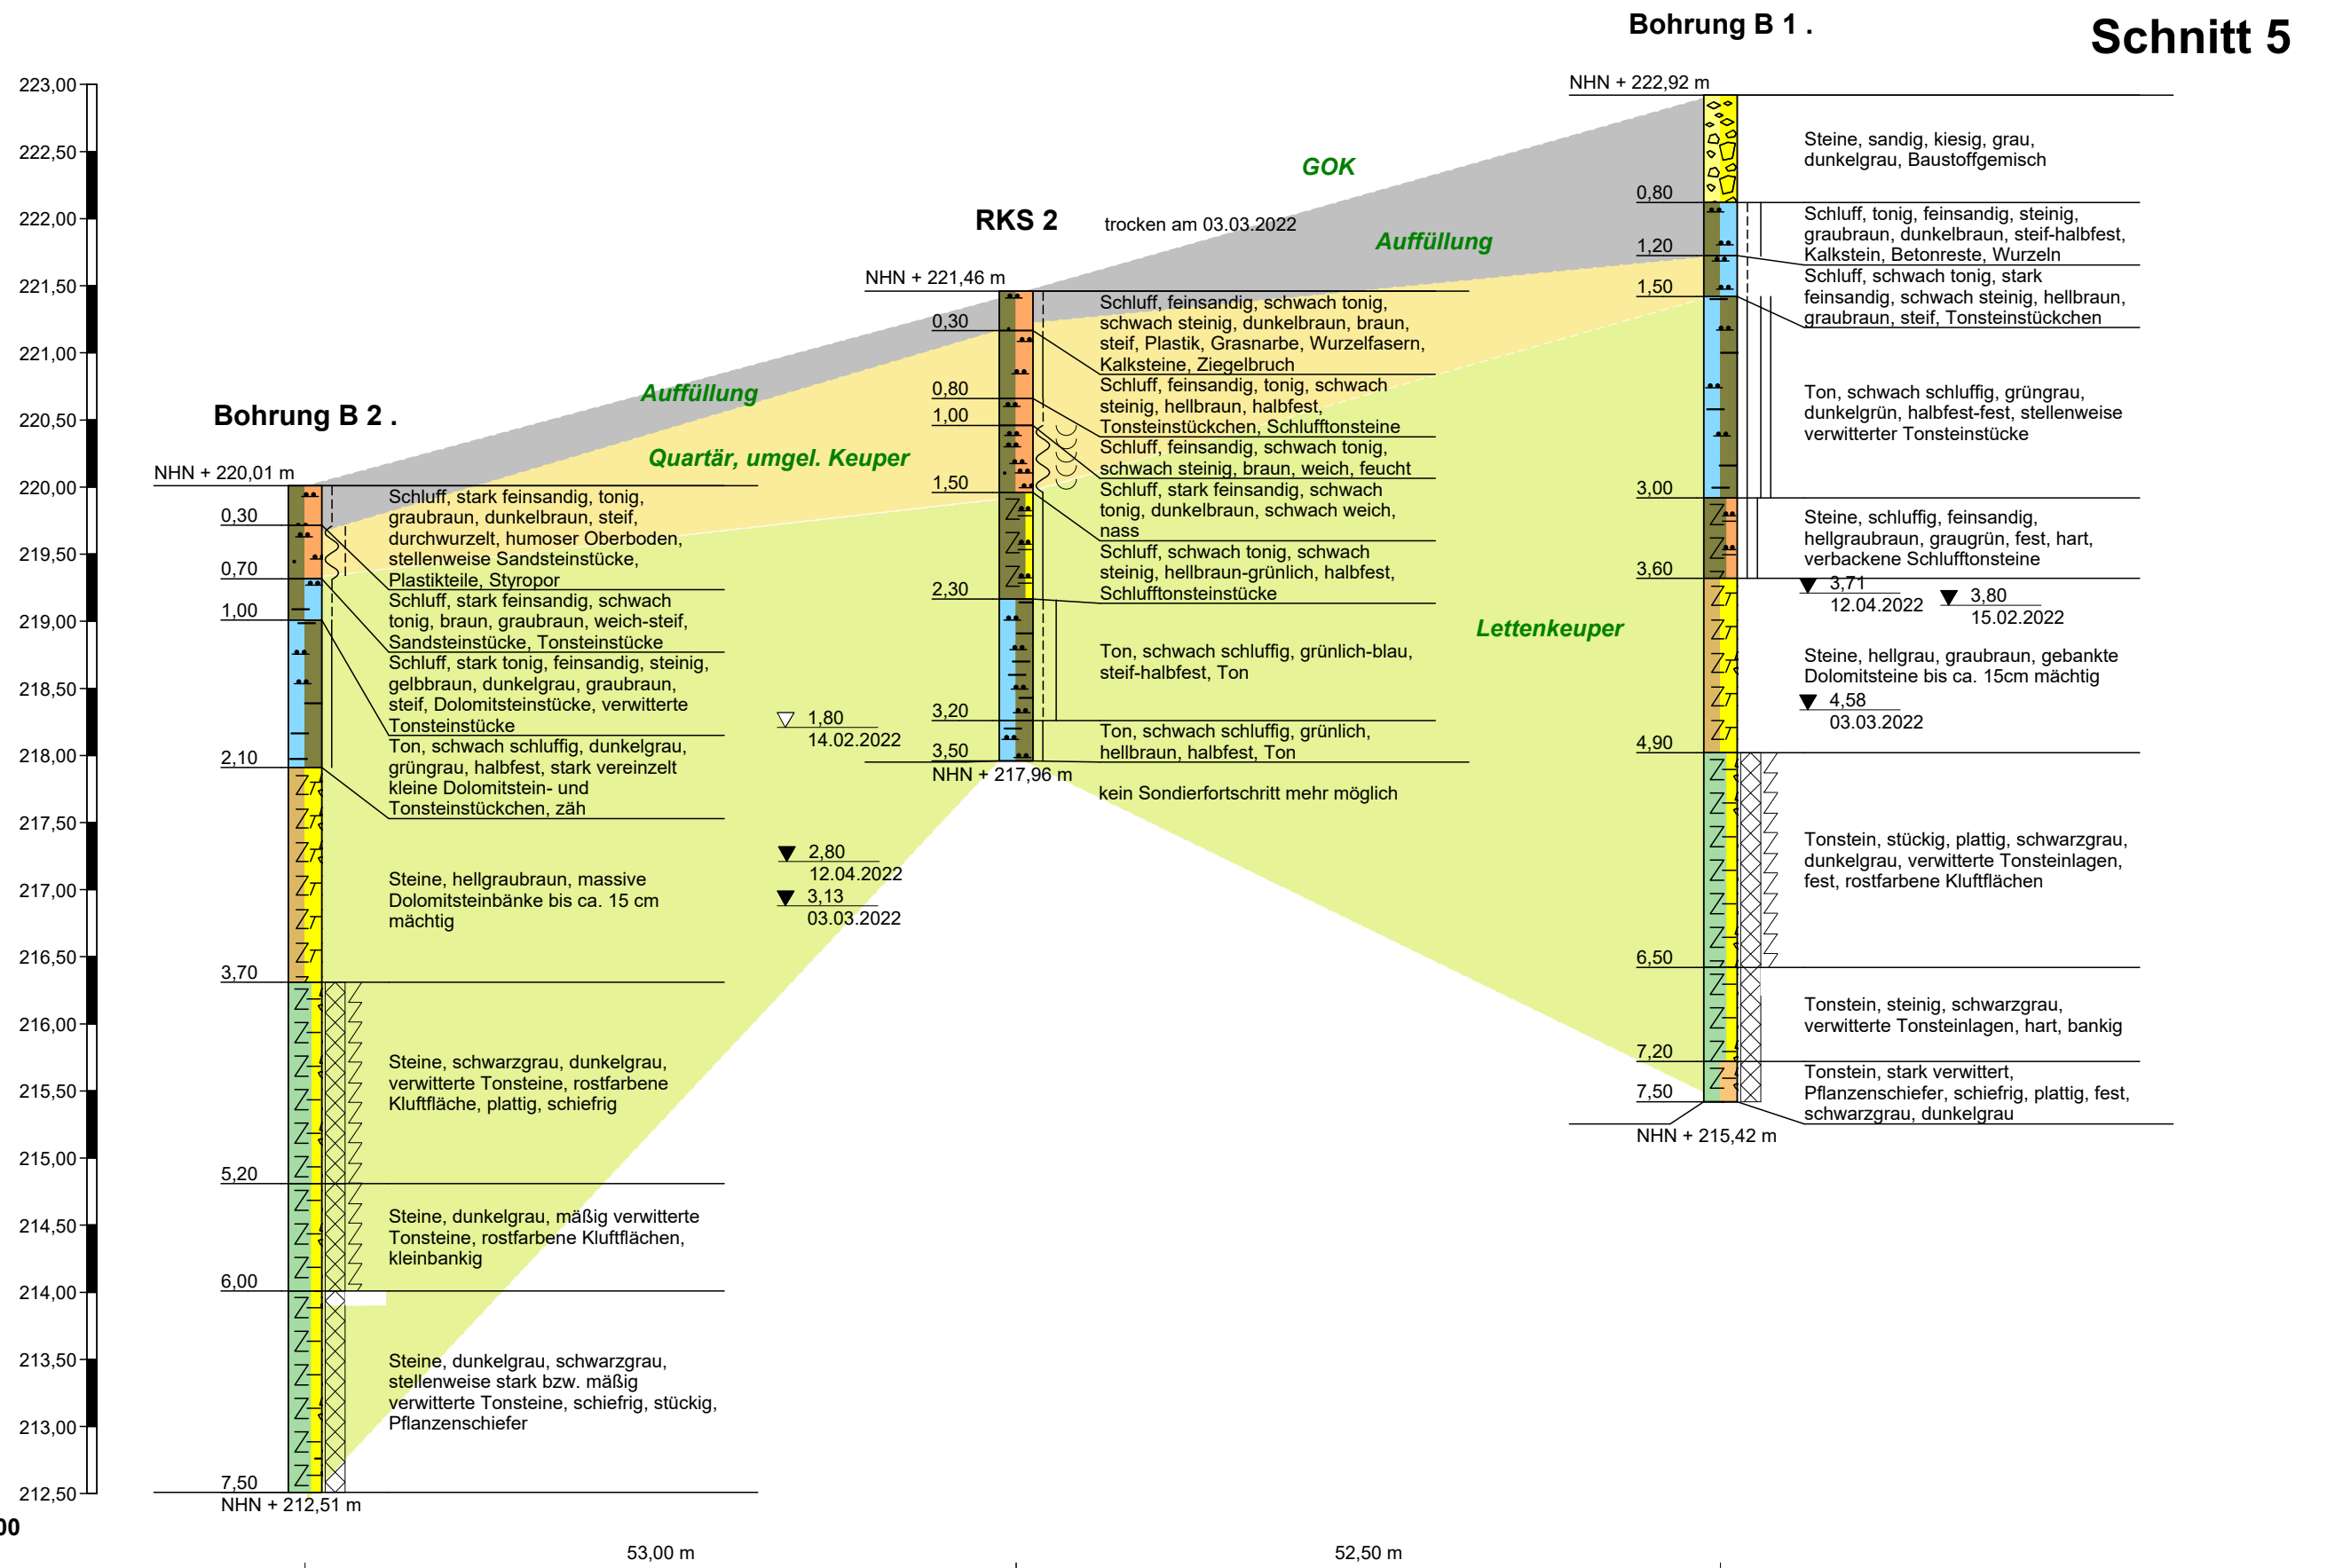 Schnitt 5
Bohrung B 1 .
223,00
222,50
222,00
221,50
221,00
220,50
220,00
219,50
219,00
218,50
218,00
217,50
217,00
216,50
216,00
215,50
215,00
214,50
214,00
213,50
213,00
212,50
00
Bohrung B 2 .
NHN + 220,01 m
0,30
0,70
1,00
2,10
3,70
5,20
6,00
7,50
NHN + 212,51 m
Schluff, stark feinsandig, tonig,
graubraun, dunkelbraun, steif,
durchwurzelt, humoser Oberboden,
stellenweise Sandsteinstücke,
Plastikteile, Styropor
Schluff, stark feinsandig, schwach
tonig, braun, graubraun, weich-steif,
Sandsteinstücke, Tonsteinstücke
Schluff, stark tonig, feinsandig, steinig,
gelbbraun, dunkelgrau, graubraun,
steif, Dolomitsteinstücke, verwitterte
Tonsteinstücke
Ton, schwach schluffig, dunkelgrau,
grüngrau, halbfest, stark vereinzelt
kleine Dolomitstein- und
Tonsteinstückchen, zäh
Steine, hellgraubraun, massive
Dolomitsteinbänke bis ca. 15 cm
mächtig
Steine, schwarzgrau, dunkelgrau,
verwitterte Tonsteine, rostfarbene
Kluftfläche, plattig, schiefrig
Steine, dunkelgrau, mäßig verwitterte
Tonsteine, rostfarbene Kluftflächen,
kleinbankig
Steine, dunkelgrau, schwarzgrau,
stellenweise stark bzw. mäßig
verwitterte Tonsteine, schiefrig, stückig,
Pflanzenschiefer
1,80
14.02.2022
2,80
12.04.2022
3,13
03.03.2022
Auffüllung
Quartär, umgel. Keuper
RKS 2
trocken am 03.03.2022
NHN + 221,46 m
0,30
0,80
1,00
1,50
2,30
3,20
3,50
NHN + 217,96 m
Schluff, feinsandig, schwach tonig,
schwach steinig, dunkelbraun, braun,
steif, Plastik, Grasnarbe, Wurzelfasern,
Kalksteine, Ziegelbruch
Schluff, feinsandig, tonig, schwach
steinig, hellbraun, halbfest,
Tonsteinstückchen, Schlufftonsteine
Schluff, feinsandig, schwach tonig,
schwach steinig, braun, weich, feucht
Schluff, stark feinsandig, schwach
tonig, dunkelbraun, schwach weich,
nass
Schluff, schwach tonig, schwach
steinig, hellbraun-grünlich, halbfest,
Schlufftonsteinstücke
Ton, schwach schluffig, grünlich-blau,
steif-halbfest, Ton
Ton, schwach schluffig, grünlich,
hellbraun, halbfest, Ton
kein Sondierfortschritt mehr möglich
GOK
Auffüllung
Lettenkeuper
NHN + 222,92 m
0,80
1,20
1,50
3,00
3,60
4,90
6,50
7,20
7,50
NHN + 215,42 m
Steine, sandig, kiesig, grau,
dunkelgrau, Baustoffgemisch
Schluff, tonig, feinsandig, steinig,
graubraun, dunkelbraun, steif-halbfest,
Kalkstein, Betonreste, Wurzeln
Schluff, schwach tonig, stark
feinsandig, schwach steinig, hellbraun,
graubraun, steif, Tonsteinstückchen
Ton, schwach schluffig, grüngrau,
dunkelgrün, halbfest-fest, stellenweise
verwitterter Tonsteinstücke
Steine, schluffig, feinsandig,
hellgraubraun, graugrün, fest, hart,
verbackene Schlufftonsteine
3,71
12.04.2022
3,80
15.02.2022
Steine, hellgrau, graubraun, gebankte
Dolomitsteine bis ca. 15cm mächtig
4,58
03.03.2022
Tonstein, stückig, plattig, schwarzgrau,
dunkelgrau, verwitterte Tonsteinlagen,
fest, rostfarbene Kluftflächen
Tonstein, steinig, schwarzgrau,
verwitterte Tonsteinlagen, hart, bankig
Tonstein, stark verwittert,
Pflanzenschiefer, schiefrig, plattig, fest,
schwarzgrau, dunkelgrau
53,00 m
52,50 m